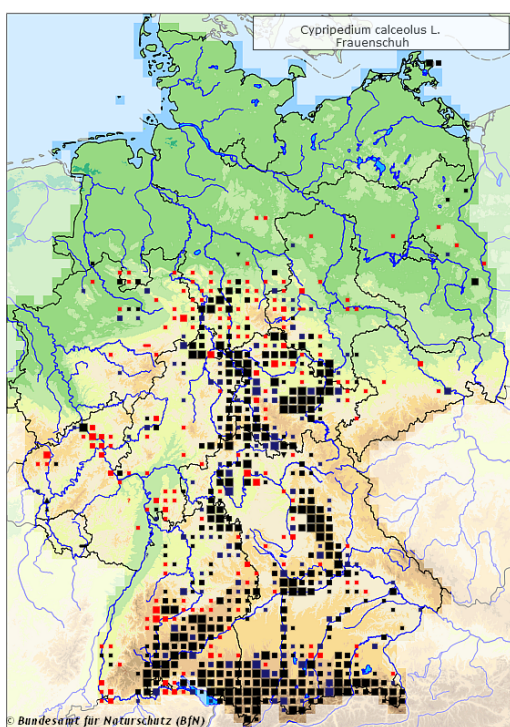 Cypripedium calceolus L.
Frauenschuh
© Bundesamt für Naturschutz (BfN)